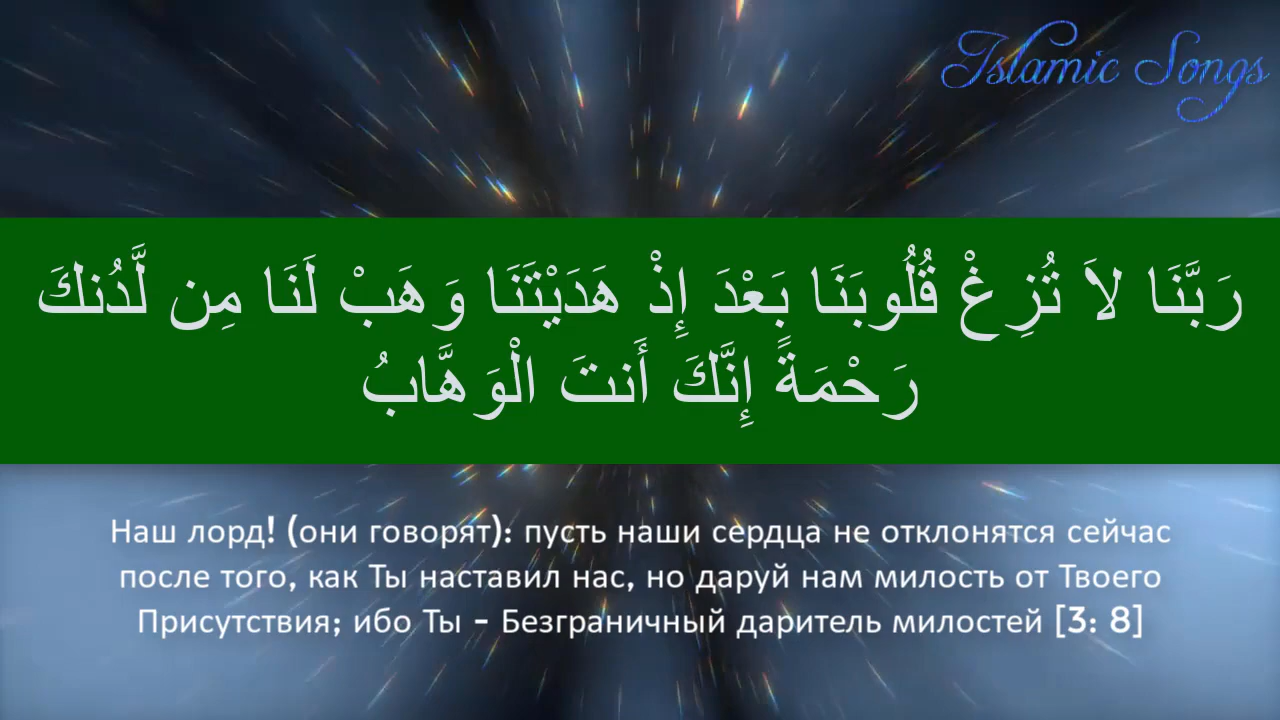 Islamic Songs
رَبَّنَا لاَ تُزِغْ قُلُوبَنَا بَعْدَ إِذْ هَدَيْتَنَا وَهَبْ لَنَا مِن لَّدُنكَ
رَحْمَةً إِنَّكَ أَنتَ الْوَهَّابُ
Наш лорд! (они говорят): пусть наши сердца не отклонятся сейчас
после того, как Ты наставил нас, но даруй нам милость от Твоего
Присутствия; ибо Ты - Безграничный даритель милостей [3: 8]